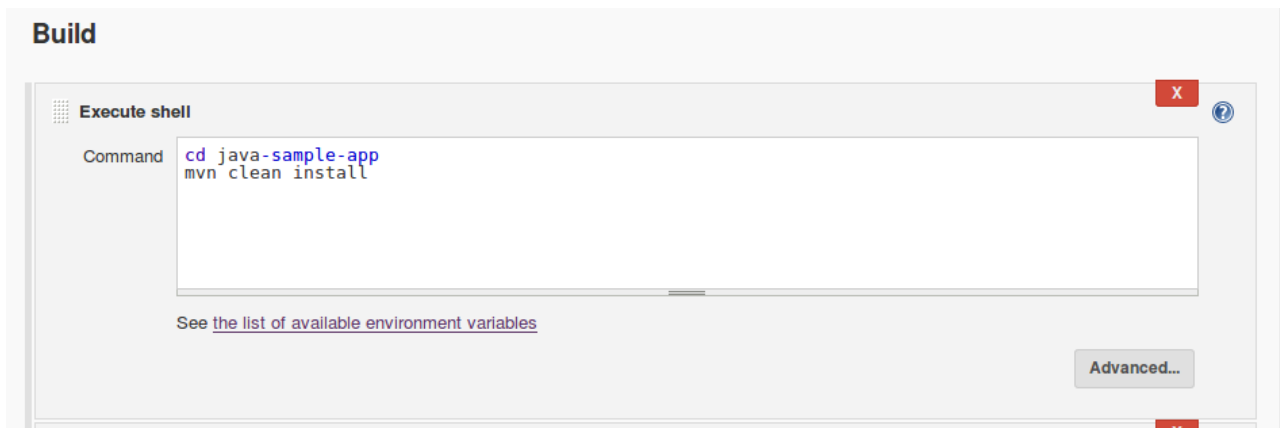 Build
X
Execute shell
?
Command
cd java-sample-app
mvn clean install
See the list of available environment variables
Advanced...